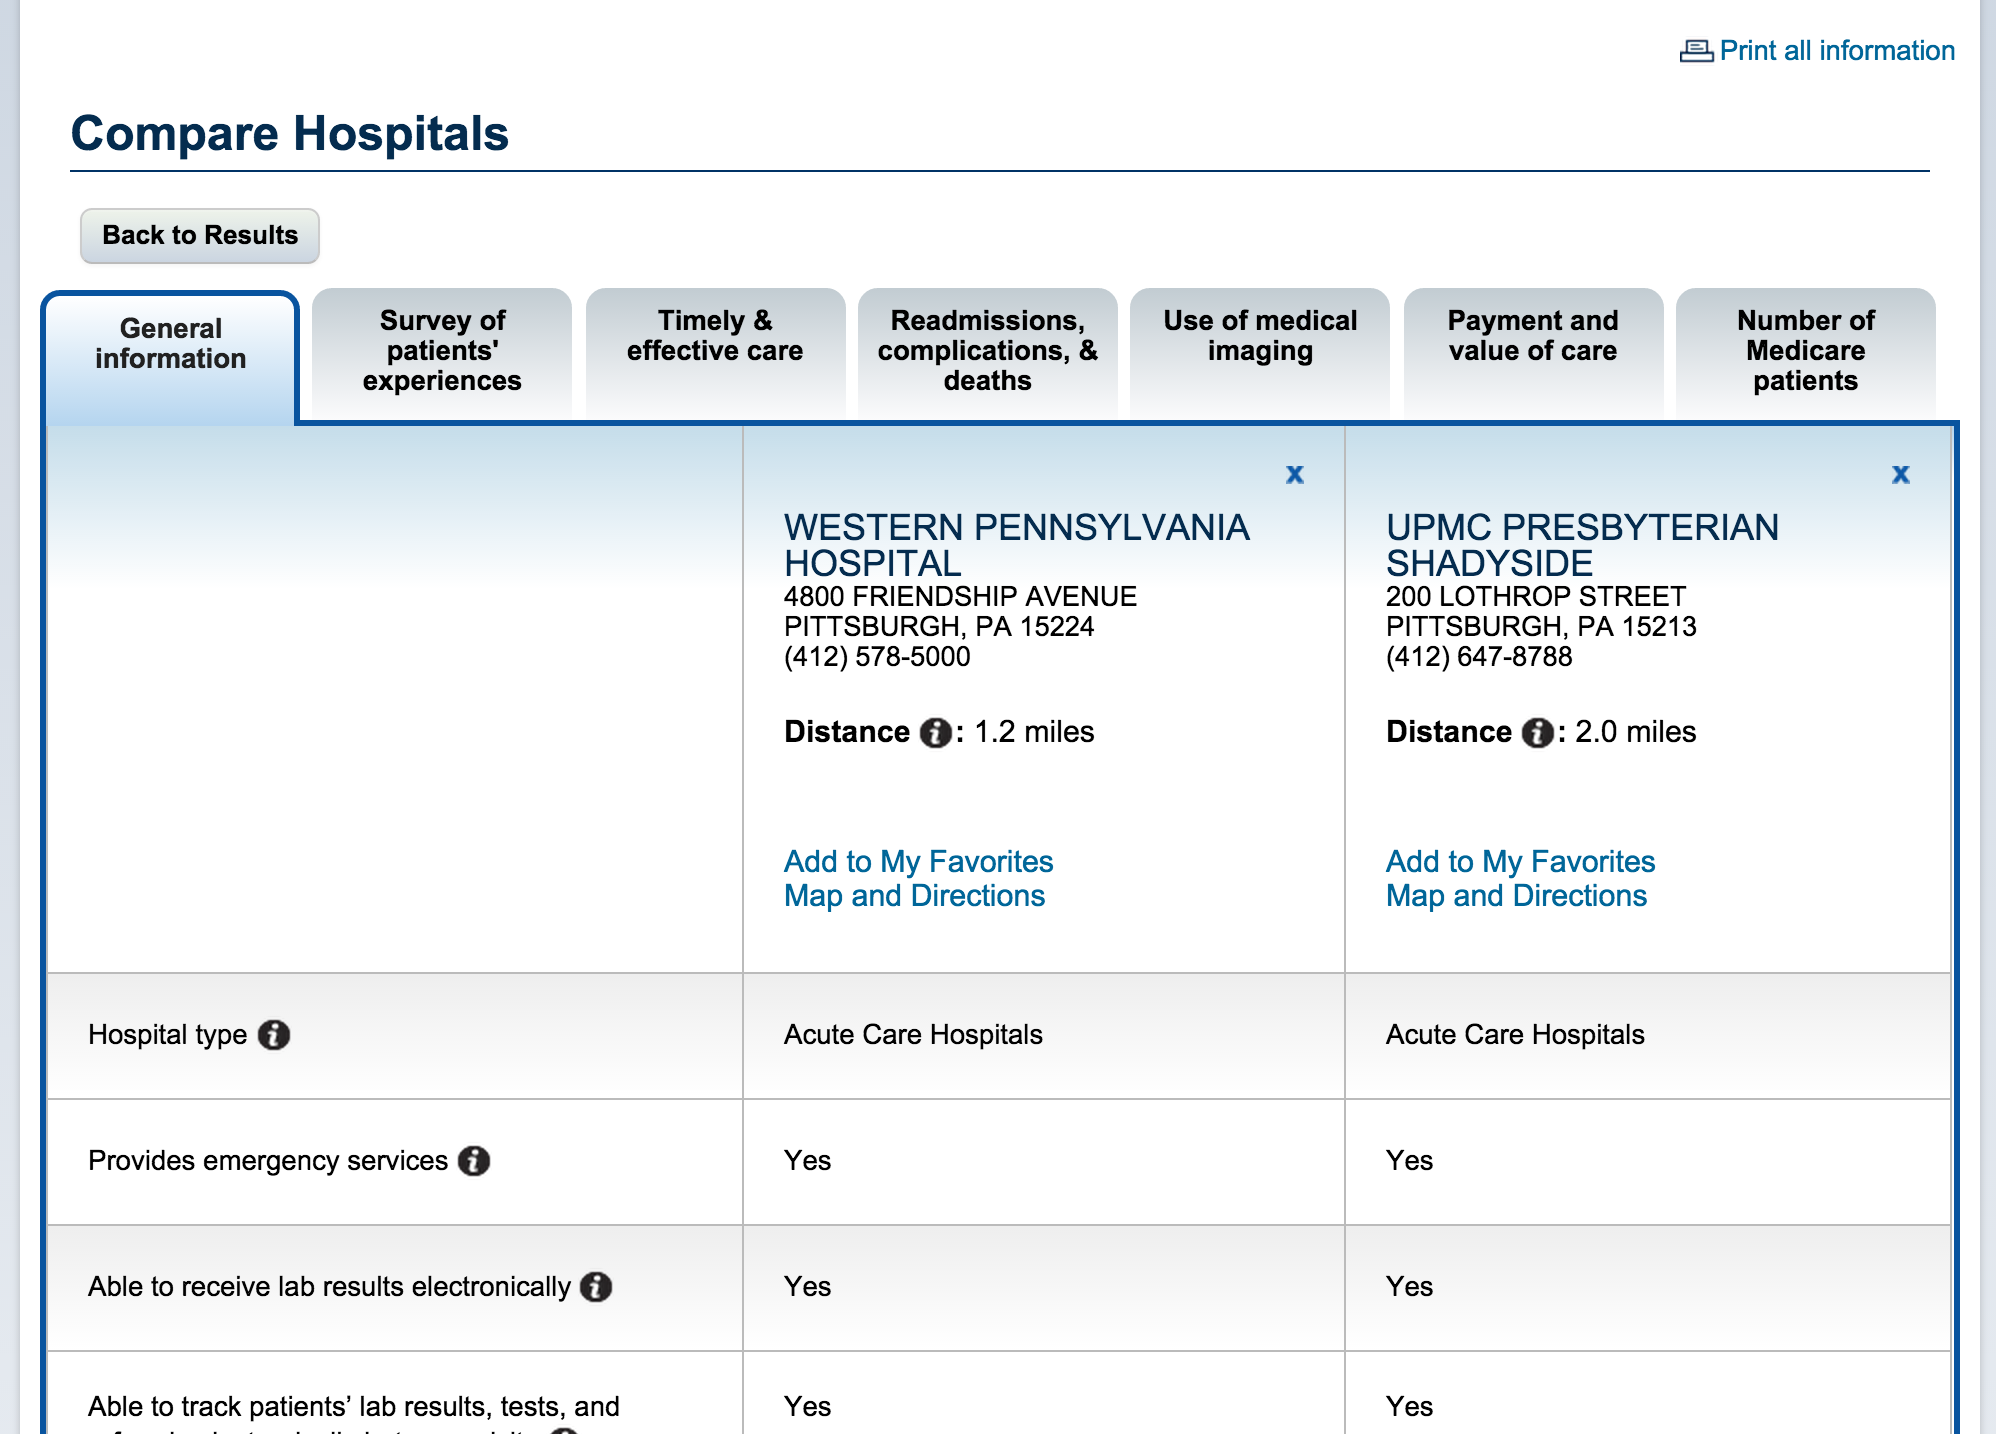 Print all information
Compare Hospitals
Back to Results
General
information
Survey of
patients'
experiences
Timely &
effective care
Readmissions,
complications, &
deaths
Use of medical
imaging
Payment and
value of care
Number of
Medicare
patients
x
WESTERN PENNSYLVANIA
HOSPITAL
4800 FRIENDSHIP AVENUE
PITTSBURGH, PA 15224
(412) 578-5000
Distance i : 1.2 miles
Add to My Favorites
Map and Directions
x
UPMC PRESBYTERIAN
SHADYSIDE
200 LOTHROP STREET
PITTSBURGH, PA 15213
(412) 647-8788
Distance i : 2.0 miles
Add to My Favorites
Map and Directions
Hospital type i
Acute Care Hospitals
Acute Care Hospitals
Provides emergency services i
Yes
Yes
Able to receive lab results electronically i
Yes
Yes
Able to track patients’ lab results, tests, and
Yes
Yes